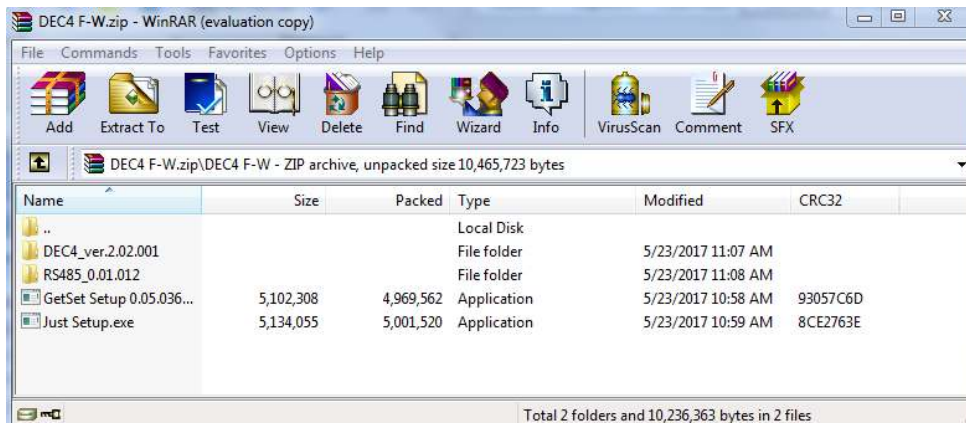 DEC4 F-W.zip - WinRAR (evaluation copy)
File Commands Tools Favorites Options Help
Add Extract To Test View Delete Find Wizard Info VirusScan Comment SFX
DEC4 F-W.zip\DEC4 F-W - ZIP archive, unpacked size 10,465,723 bytes
Name Size Packed Type Modified CRC32
.. Local Disk
DEC4_ver.2.02.001 File folder 5/23/2017 11:07 AM
RS485_0.01.012 File folder 5/23/2017 11:08 AM
GetSet Setup 0.05.036... 5,102,308 4,969,562 Application 5/23/2017 10:58 AM 93057C6D
Just Setup.exe 5,134,055 5,001,520 Application 5/23/2017 10:59 AM 8CE2763E
Total 2 folders and 10,236,363 bytes in 2 files